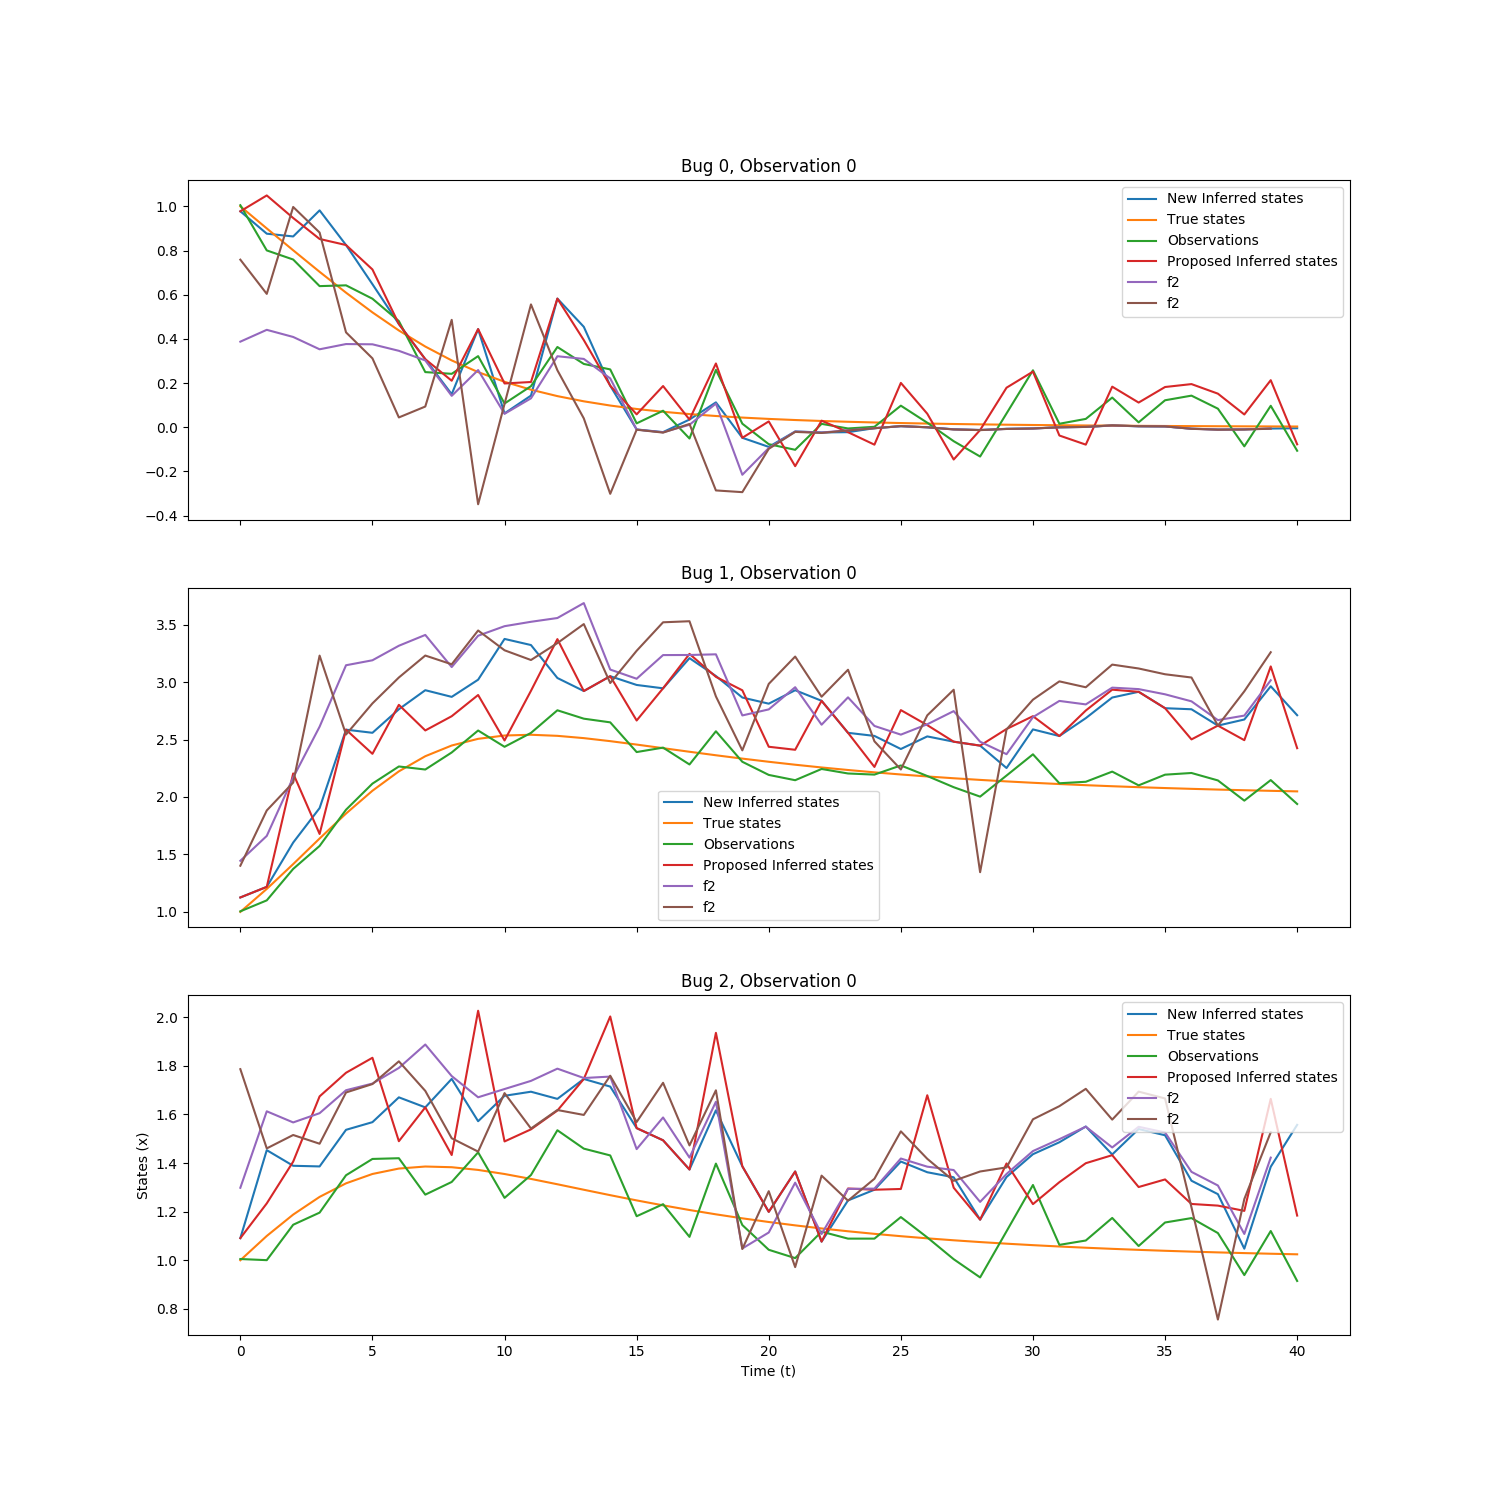 Bug 0, Observation 0
1.0
0.8
0.6
0.4
0.2
0.0
−0.2
−0.4
New Inferred states
True states
Observations
Proposed Inferred states
f2
f2
Bug 1, Observation 0
3.5
3.0
2.5
2.0
1.5
1.0
New Inferred states
True states
Observations
Proposed Inferred states
f2
f2
Bug 2, Observation 0
States (x)
2.0
1.8
1.6
1.4
1.2
1.0
0.8
New Inferred states
True states
Observations
Proposed Inferred states
f2
f2
0 5 10 15 20 25 30 35 40
Time (t)